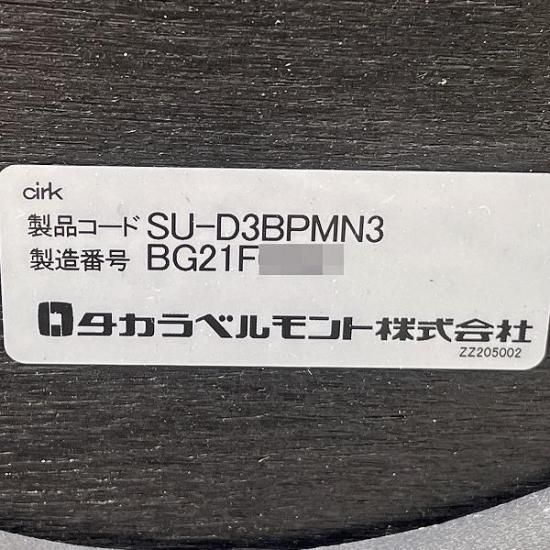 cirk
製品コード SU-D3BPMN3
製造番号 BG21F
タカラベルモント株式会社
ZZ205002